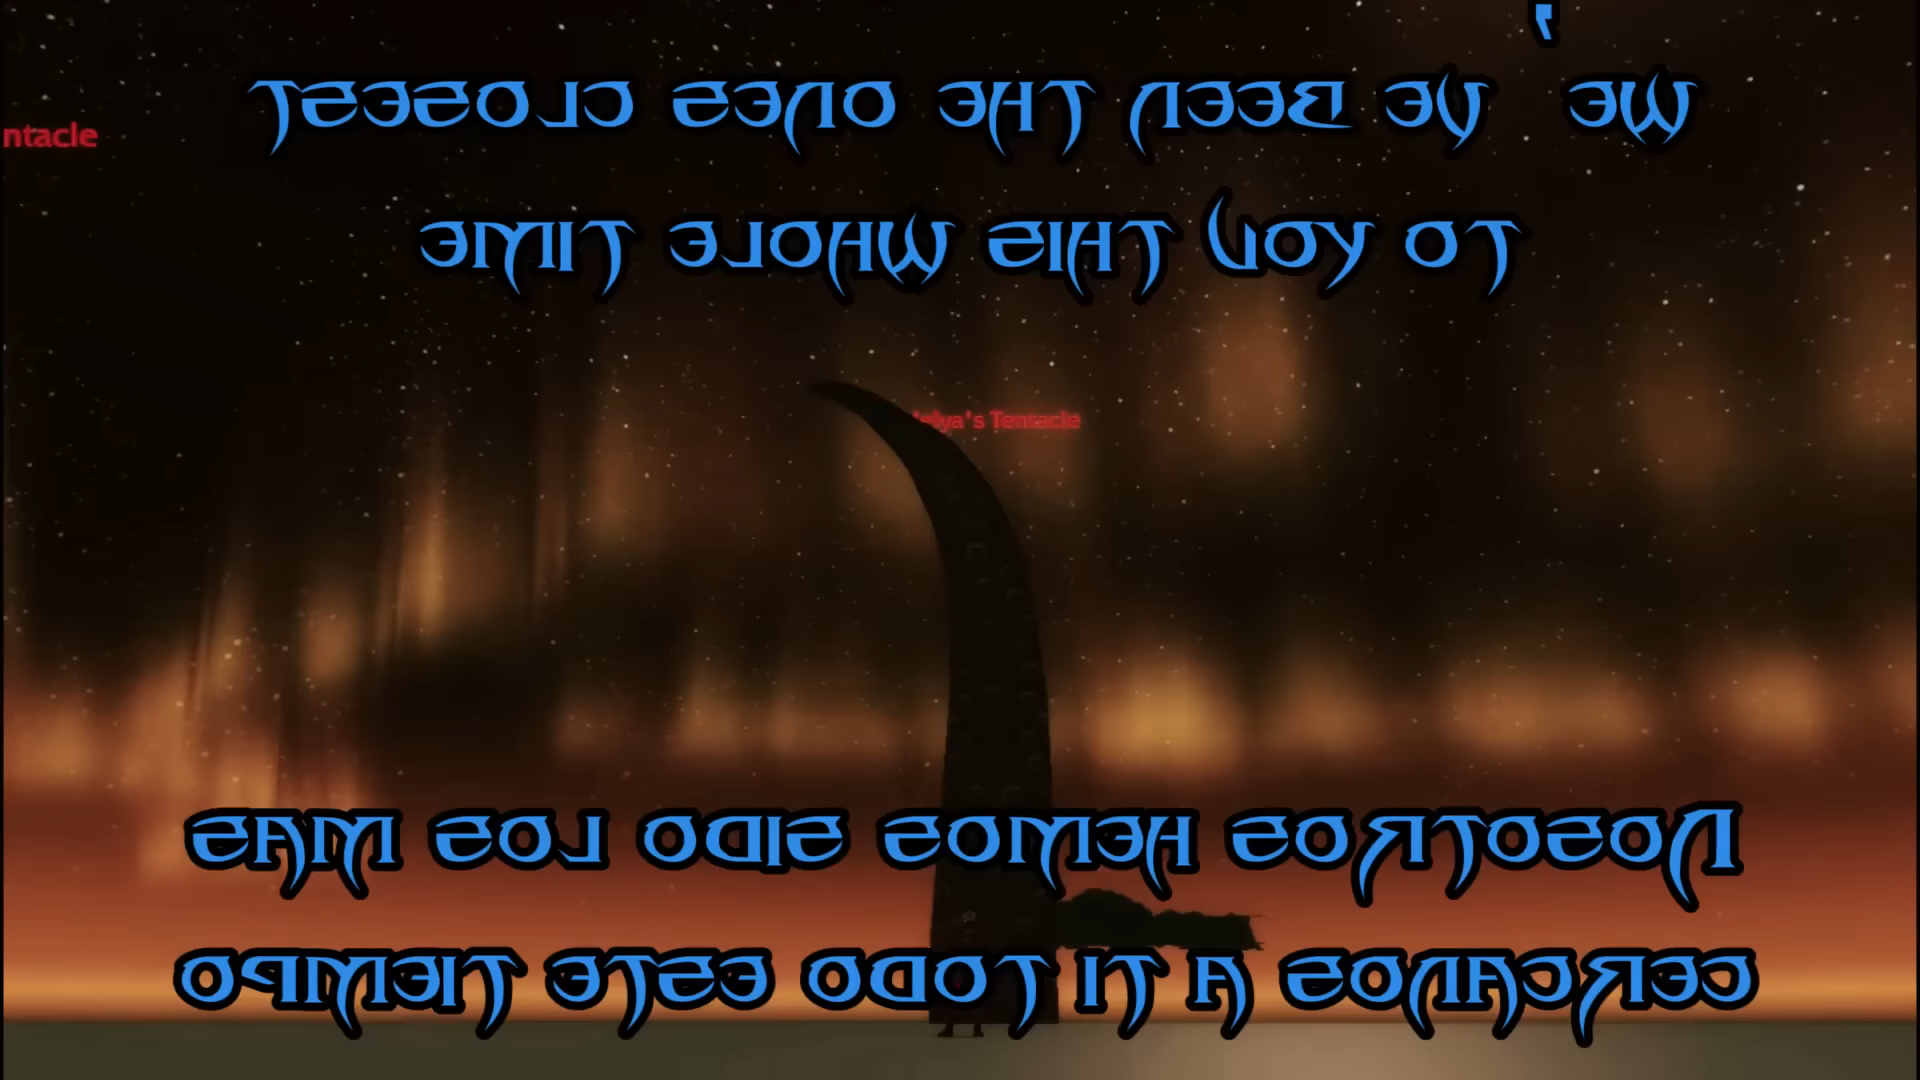 WE'VE BEEN THE ONES CLOSEST
ntacle
TO YOU THIS WHOLE TIME
Tentacle
NOSOTROS HEMOS SIDO LOS MAS
CERCANOS A TI TODO ESTE TIEMPO